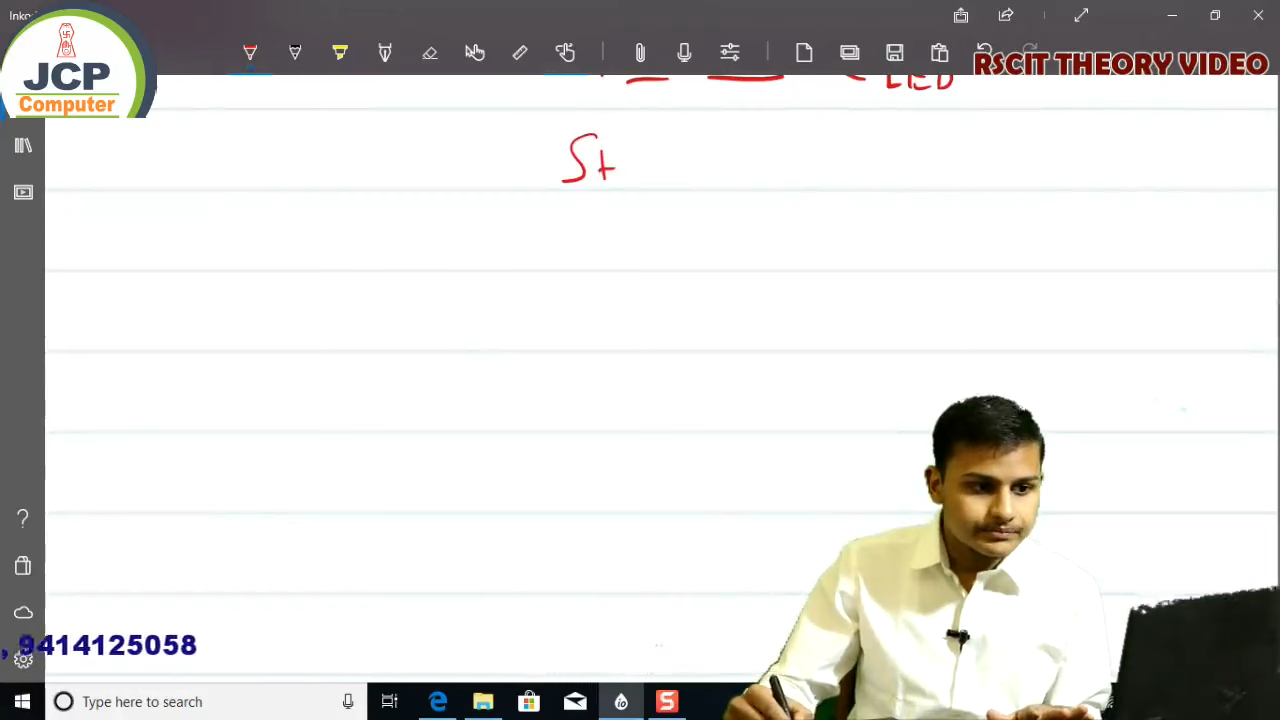 Inko
JCP
Computer
RSCIT THEORY VIDEO
LED
St
, 9414125058
Type here to search